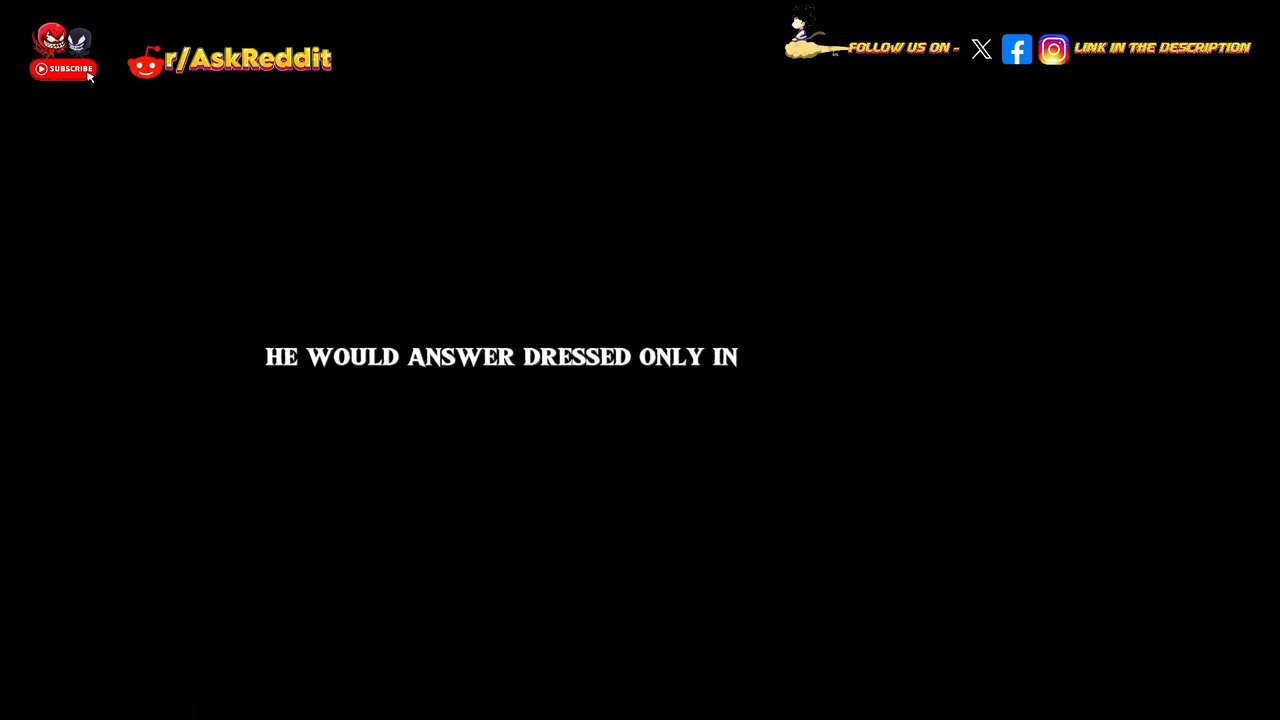 SUBSCRIBE
r/AskReddit
FOLLOW US ON -
LINK IN THE DESCRIPTION
HE WOULD ANSWER DRESSED ONLY IN